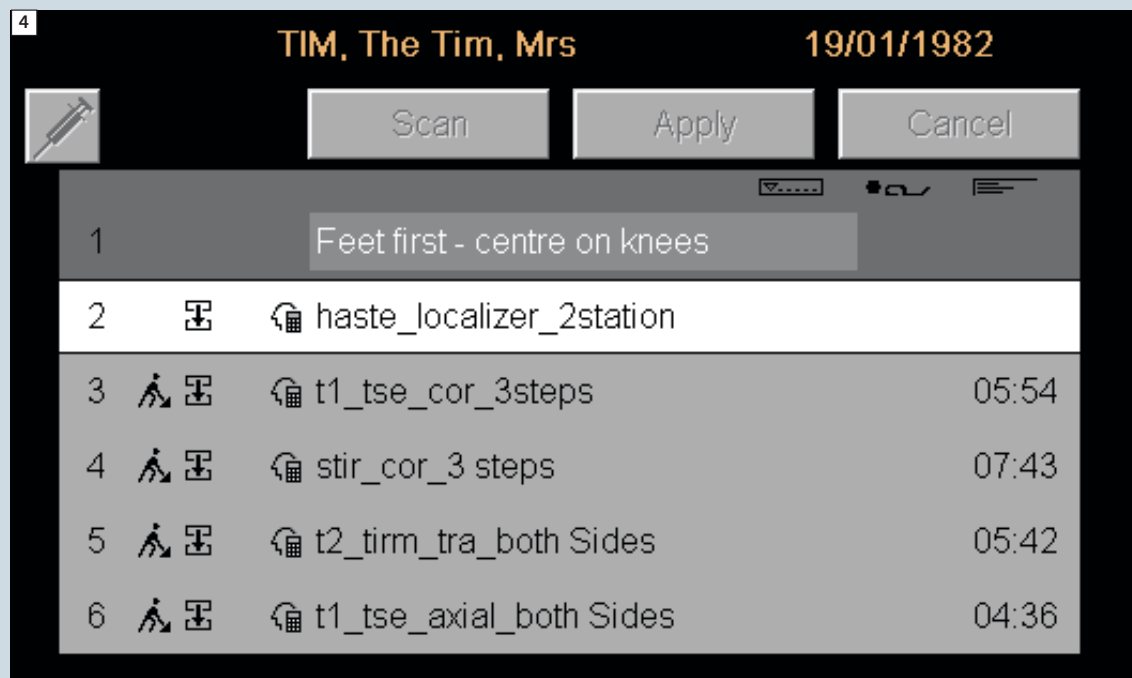 4
TIM, The Tim, Mrs 19/01/1982
Scan Apply Cancel
1 Feet first - centre on knees
2 haste_localizer_2station
3 t1_tse_cor_3steps 05:54
4 stir_cor_3 steps 07:43
5 t2_tirm_tra_both Sides 05:42
6 t1_tse_axial_both Sides 04:36